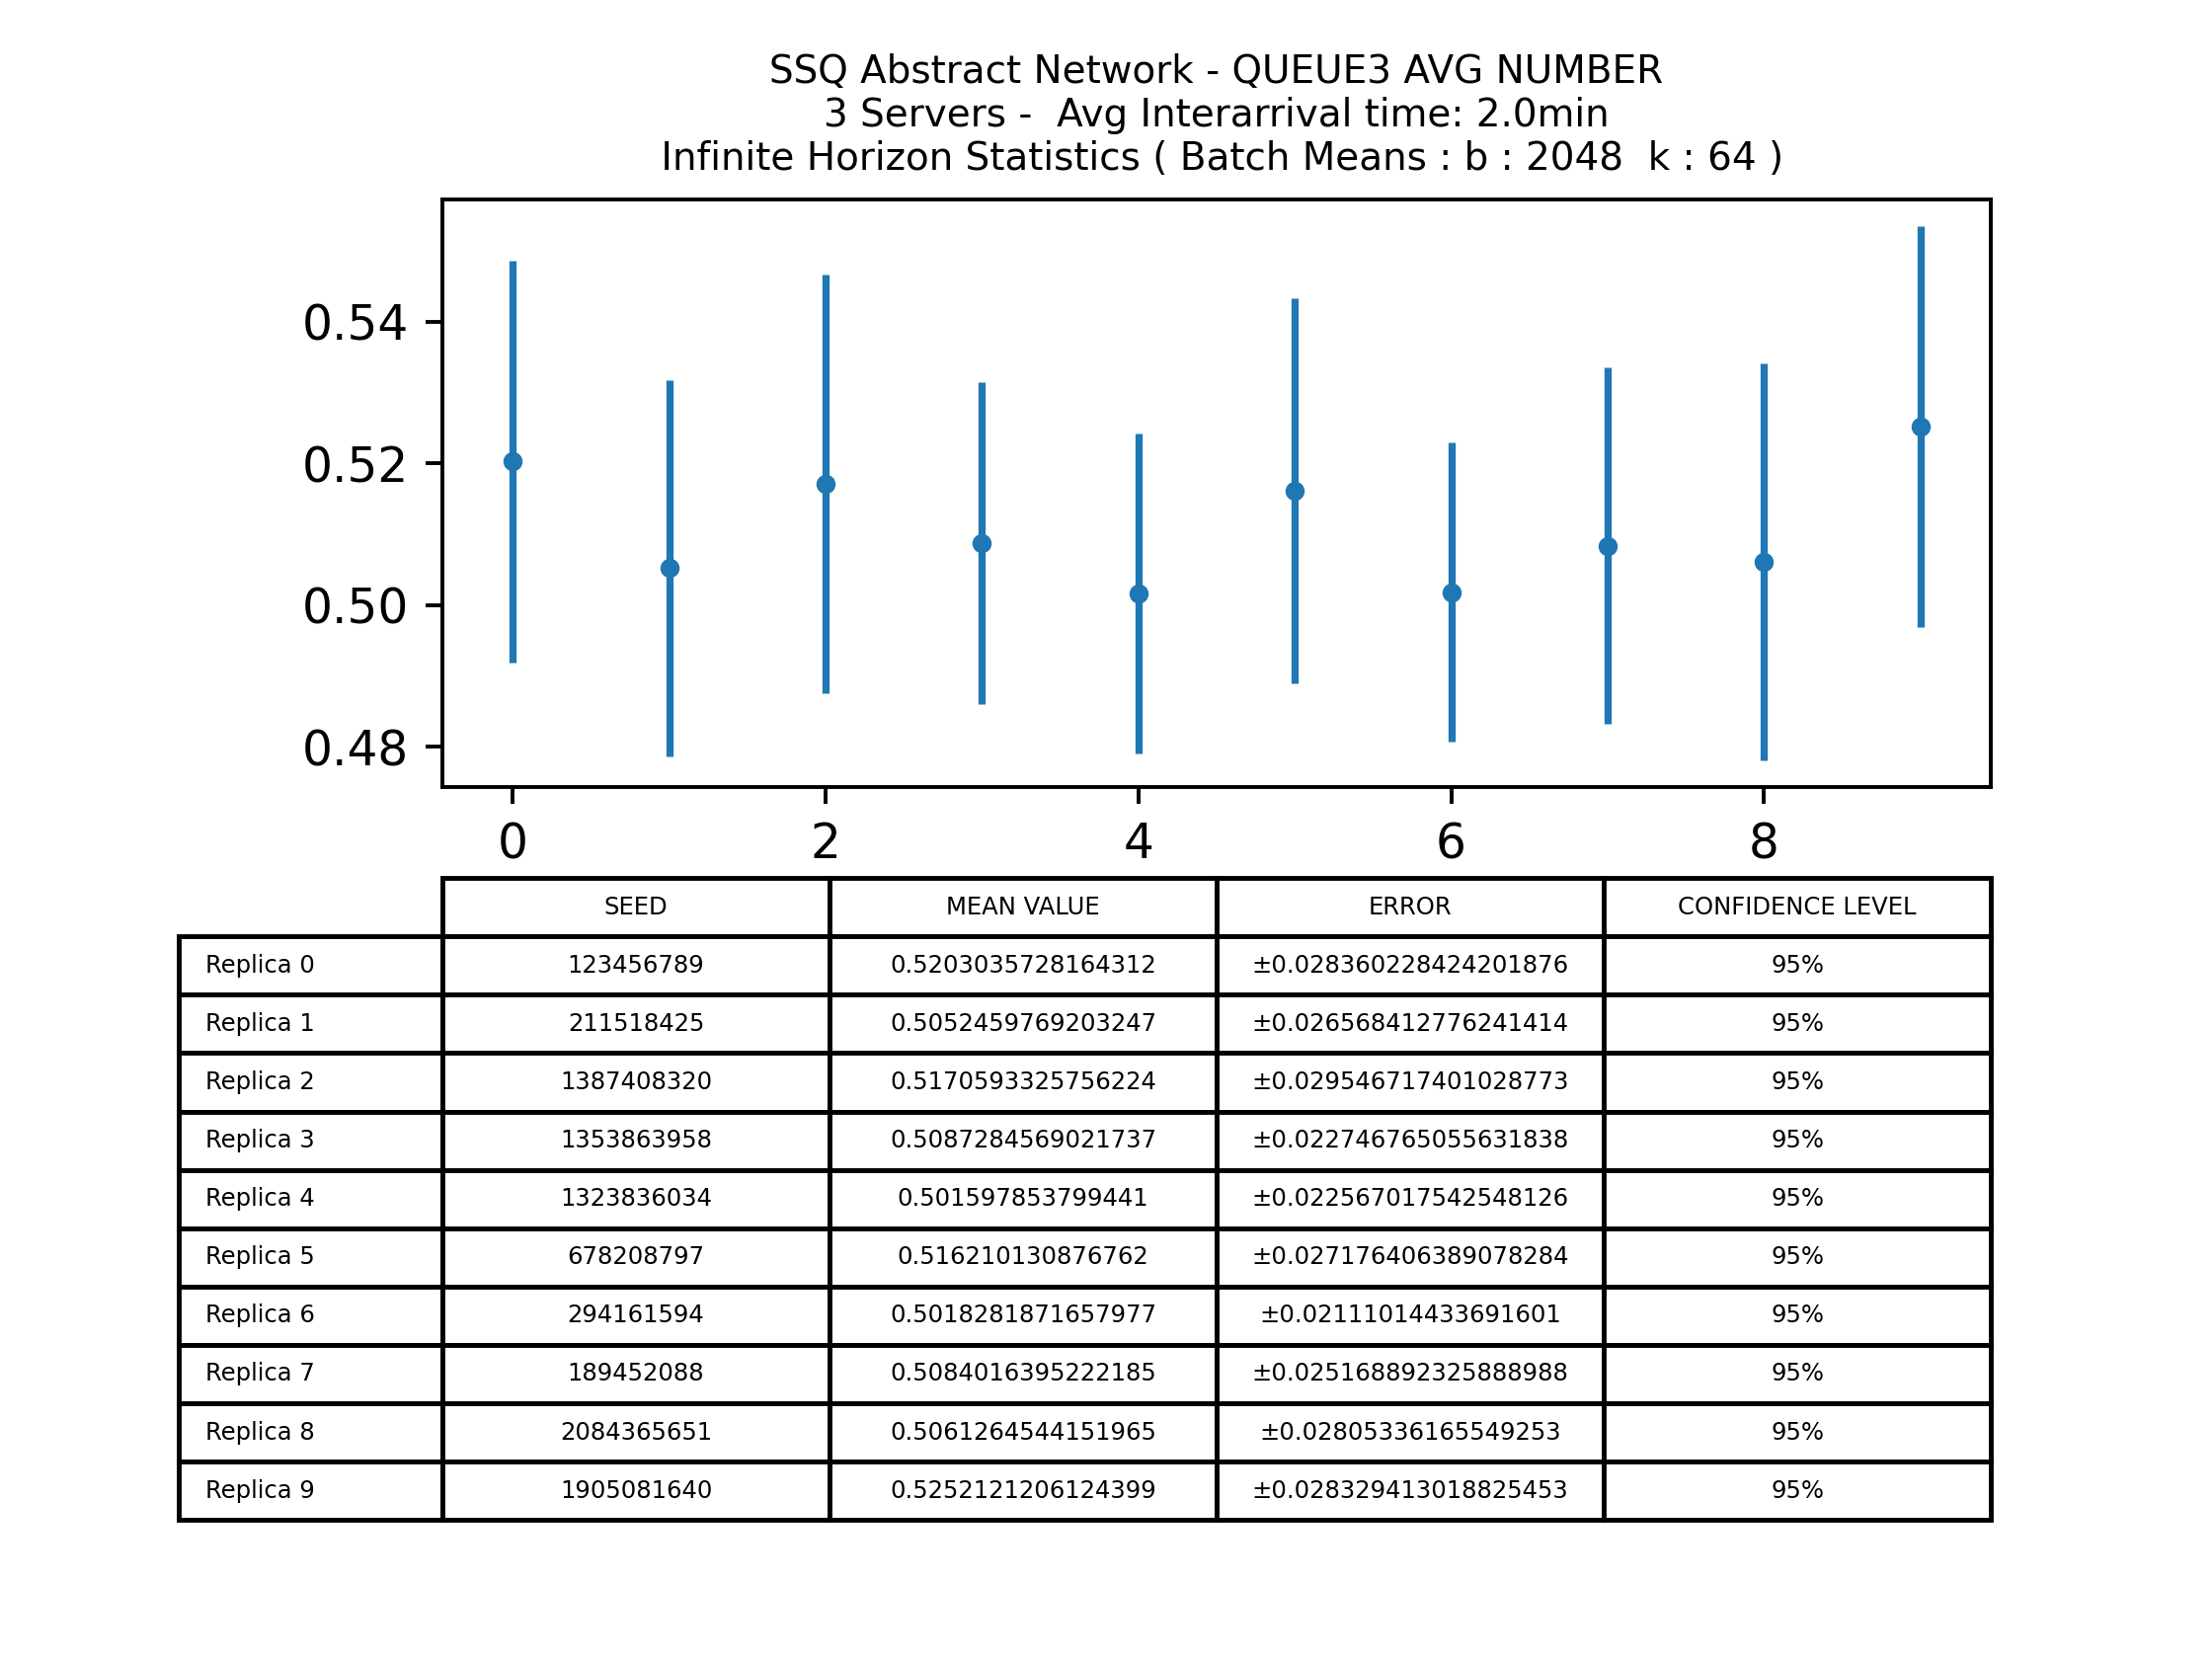 SSQ Abstract Network - QUEUE3 AVG NUMBER
3 Servers -  Avg Interarrival time: 2.0min
Infinite Horizon Statistics ( Batch Means : b : 2048  k : 64 )
0.54
0.52
0.50
0.48
0 2 4 6 8
SEED MEAN VALUE ERROR CONFIDENCE LEVEL
Replica 0 123456789 0.5203035728164312 ±0.028360228424201876 95%
Replica 1 211518425 0.5052459769203247 ±0.026568412776241414 95%
Replica 2 1387408320 0.5170593325756224 ±0.029546717401028773 95%
Replica 3 1353863958 0.5087284569021737 ±0.022746765055631838 95%
Replica 4 1323836034 0.501597853799441 ±0.022567017542548126 95%
Replica 5 678208797 0.516210130876762 ±0.027176406389078284 95%
Replica 6 294161594 0.5018281871657977 ±0.02111014433691601 95%
Replica 7 189452088 0.5084016395222185 ±0.025168892325888988 95%
Replica 8 2084365651 0.5061264544151965 ±0.02805336165549253 95%
Replica 9 1905081640 0.5252121206124399 ±0.028329413018825453 95%